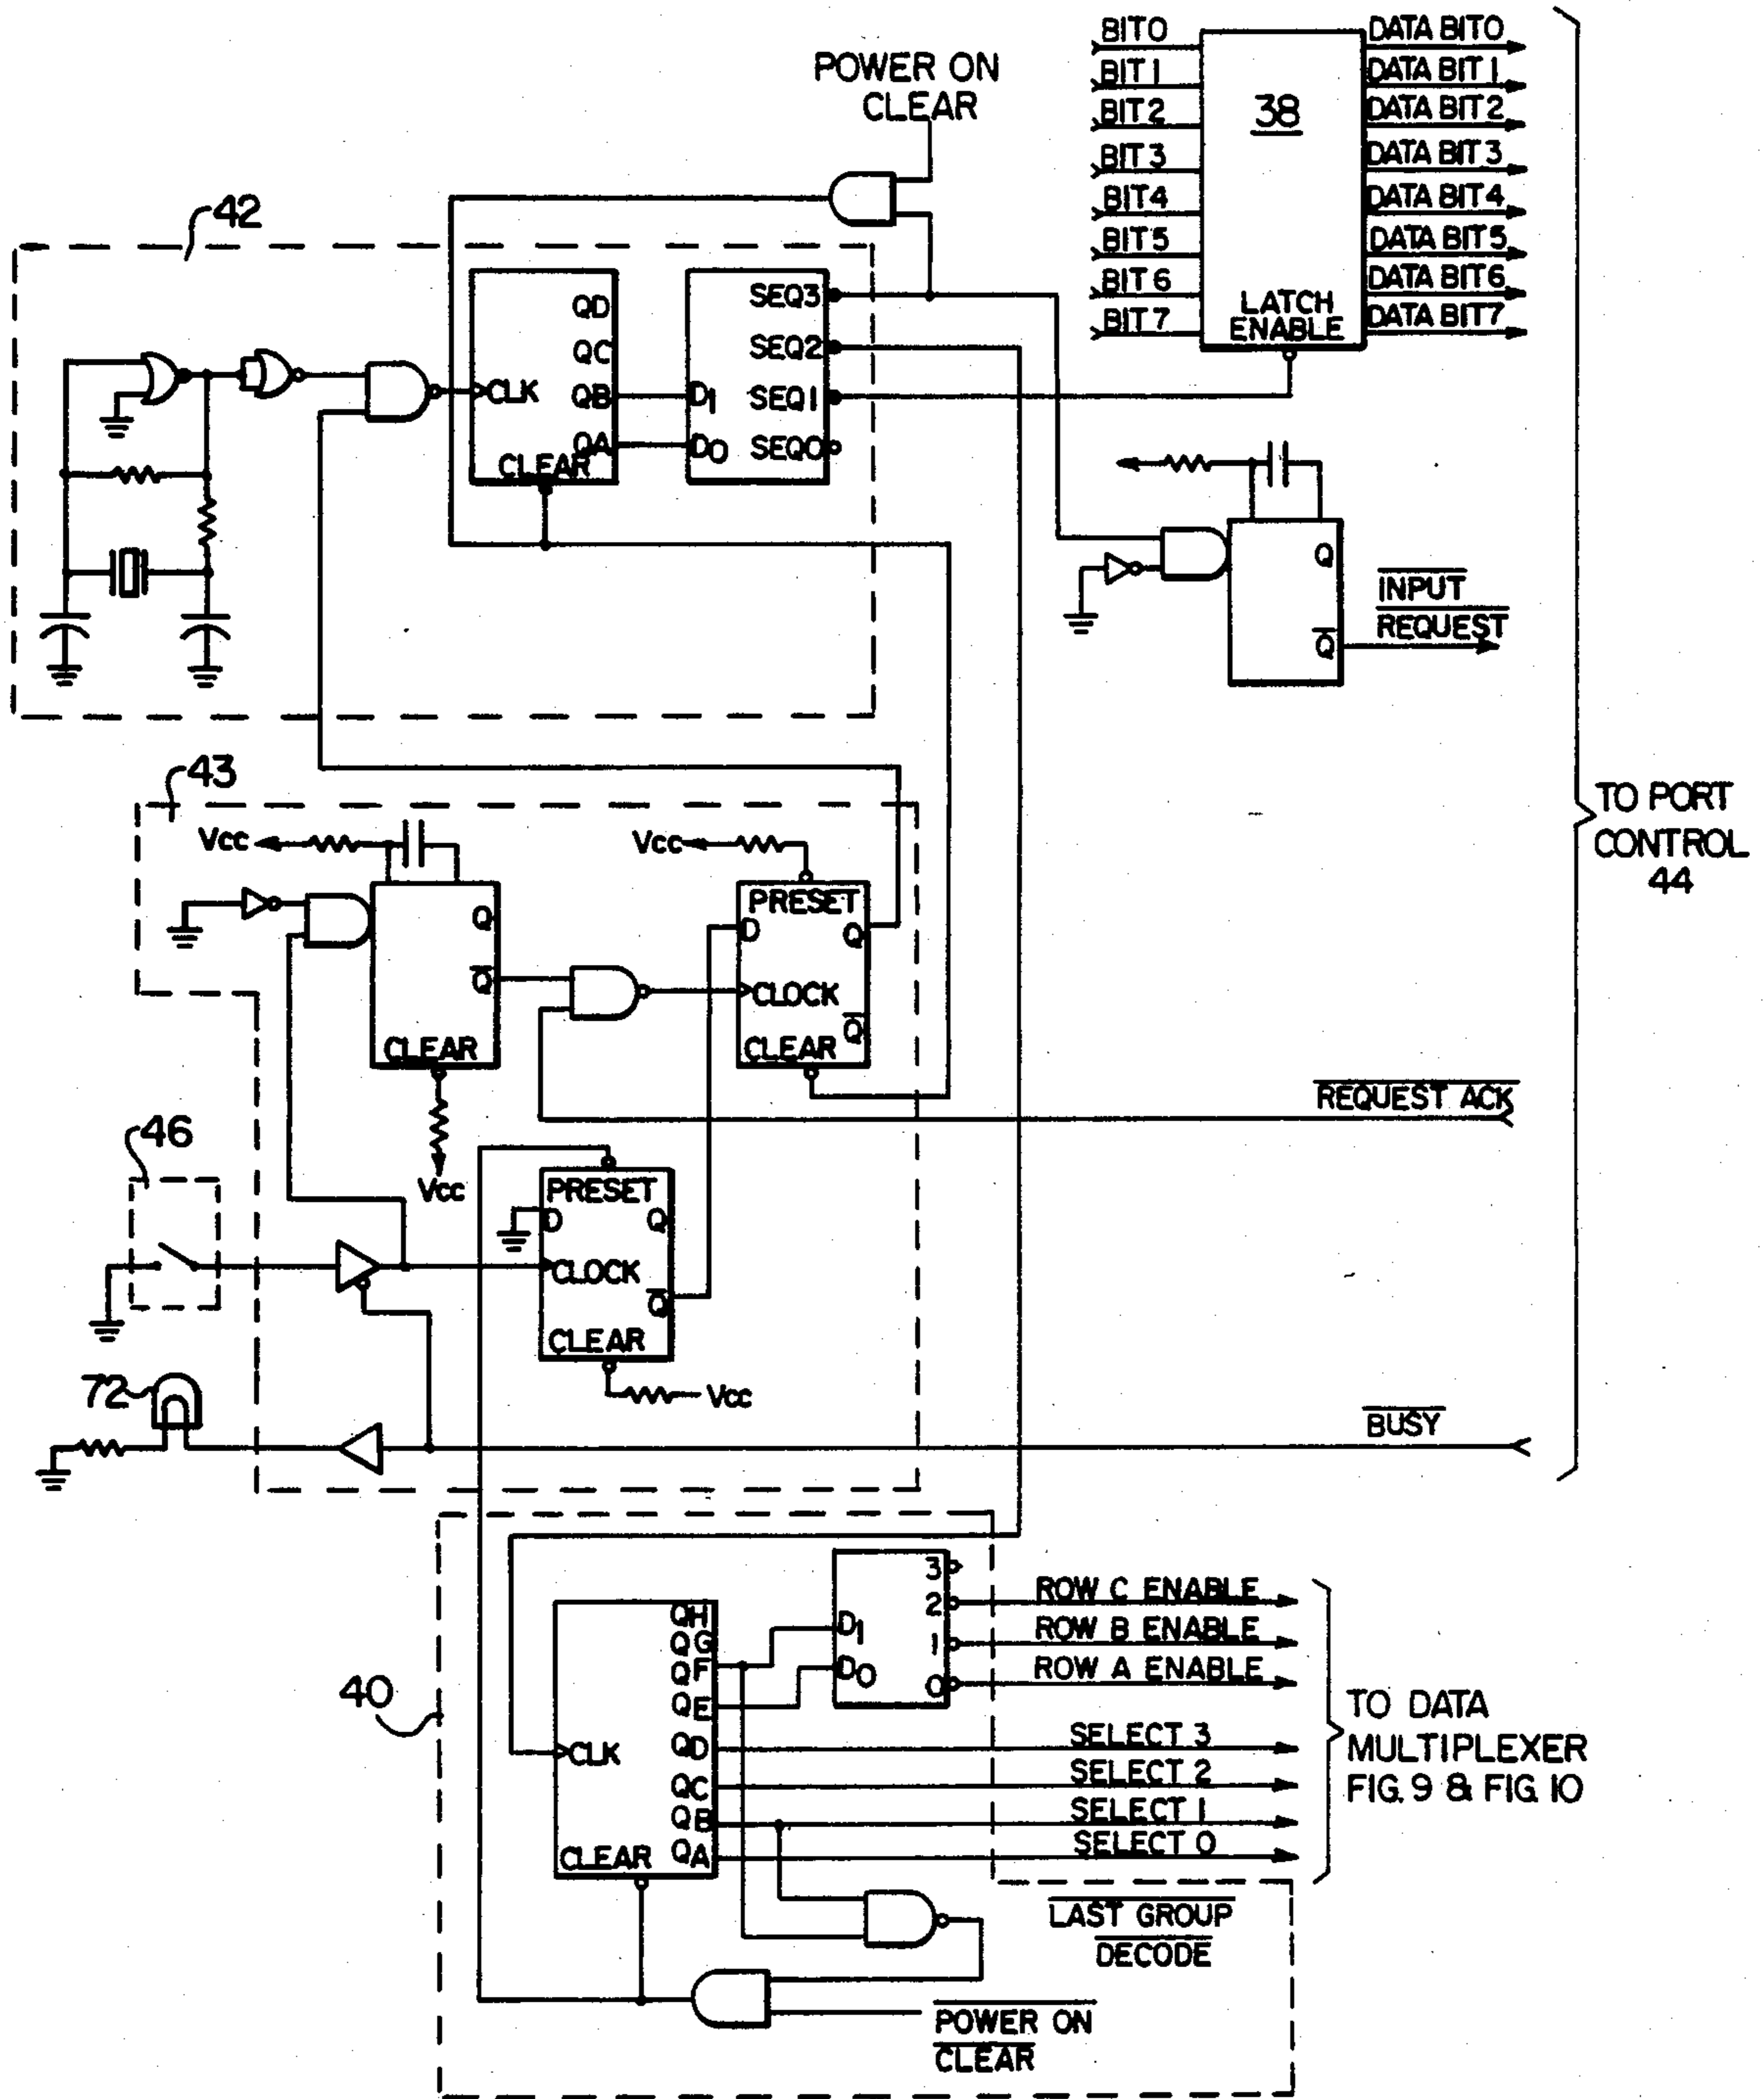 POWER ON
CLEAR
BIT0
BIT1
BIT2
BIT3
BIT4
BIT5
BIT6
BIT7
38
LATCH
ENABLE
DATA BIT0
DATA BIT1
DATA BIT2
DATA BIT3
DATA BIT4
DATA BIT5
DATA BIT6
DATA BIT7
42
CLK
QD
QC
QB
QA
CLEAR
D1
D0
SEQ3
SEQ2
SEQ1
SEQ0
Q
Q̅
INPUT
REQUEST
TO PORT
CONTROL
44
43
Vcc
Q
Q̅
CLEAR
Vcc
Vcc
PRESET
D
Q
CLOCK
Q̅
CLEAR
REQUEST ACK
46
PRESET
D
Q
CLOCK
Q̅
CLEAR
Vcc
72
BUSY
40
CLK
QH
QG
QF
QE
QD
QC
QB
QA
CLEAR
D1
D0
3
2
1
0
ROW C ENABLE
ROW B ENABLE
ROW A ENABLE
SELECT 3
SELECT 2
SELECT 1
SELECT 0
TO DATA
MULTIPLEXER
FIG. 9 & FIG. 10
LAST GROUP
DECODE
POWER ON
CLEAR